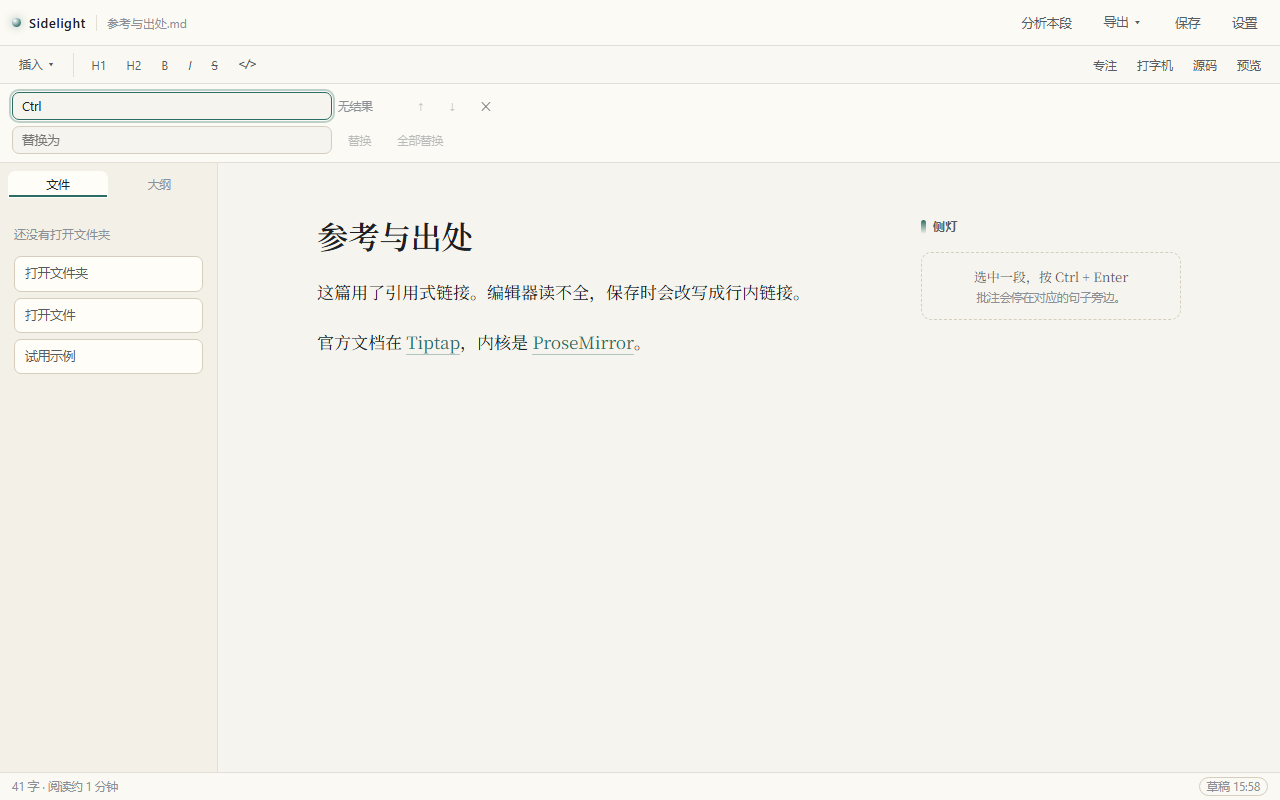 Sidelight 参考与出处.md 分析本段 导出 保存 设置
插入 H1 H2 B I S </> 专注 打字机 源码 预览
Ctrl 无结果 ↑ ↓ ×
替换为 替换 全部替换
文件 大纲
还没有打开文件夹
打开文件夹
打开文件
试用示例
参考与出处
这篇用了引用式链接。编辑器读不全，保存时会改写成行内链接。
官方文档在 Tiptap，内核是 ProseMirror。
侧灯
选中一段，按 Ctrl + Enter
批注会停在对应的句子旁边。
41 字 · 阅读约 1 分钟 草稿 15:58